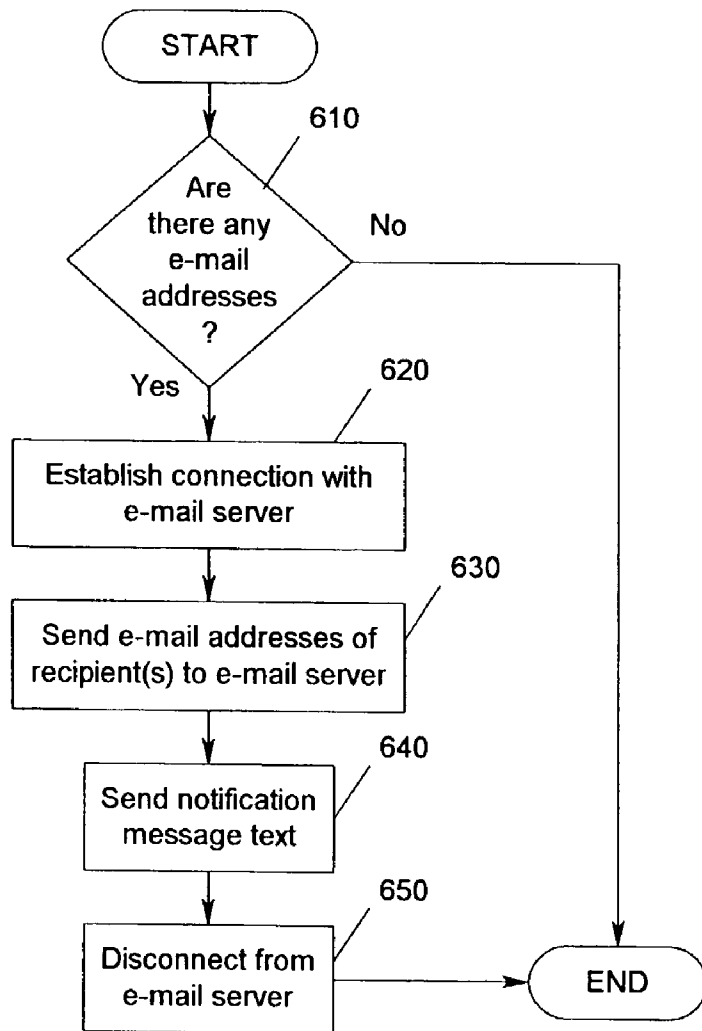 START
610
Are
there any
e-mail
addresses
?
No
Yes
620
Establish connection with
e-mail server
630
Send e-mail addresses of
recipient(s) to e-mail server
640
Send notification
message text
650
Disconnect from
e-mail server
END